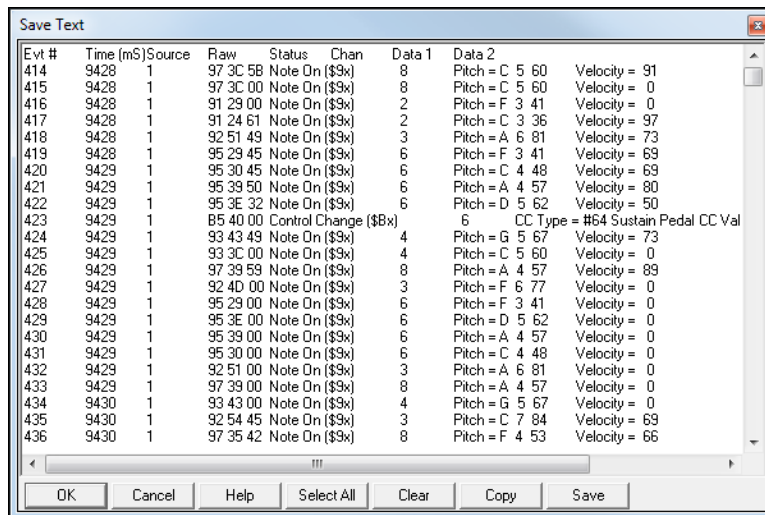 Save Text
Evt # Time (mS)Source Raw Status Chan Data 1 Data 2
414 9428 1 97 3C 5B Note On ($9x) 8 Pitch = C 5 60 Velocity = 91
415 9428 1 97 3C 00 Note On ($9x) 8 Pitch = C 5 60 Velocity = 0
416 9428 1 91 29 00 Note On ($9x) 2 Pitch = F 3 41 Velocity = 0
417 9428 1 91 24 61 Note On ($9x) 2 Pitch = C 3 36 Velocity = 97
418 9428 1 92 51 49 Note On ($9x) 3 Pitch = A 6 81 Velocity = 73
419 9428 1 95 29 45 Note On ($9x) 6 Pitch = F 3 41 Velocity = 69
420 9429 1 95 30 45 Note On ($9x) 6 Pitch = C 4 48 Velocity = 69
421 9429 1 95 39 50 Note On ($9x) 6 Pitch = A 4 57 Velocity = 80
422 9429 1 95 3E 32 Note On ($9x) 6 Pitch = D 5 62 Velocity = 50
423 9429 1 B5 40 00 Control Change ($Bx) 6 CC Type = #64 Sustain Pedal CC Val
424 9429 1 93 43 49 Note On ($9x) 4 Pitch = G 5 67 Velocity = 73
425 9429 1 93 3C 00 Note On ($9x) 4 Pitch = C 5 60 Velocity = 0
426 9429 1 97 39 59 Note On ($9x) 8 Pitch = A 4 57 Velocity = 89
427 9429 1 92 4D 00 Note On ($9x) 3 Pitch = F 6 77 Velocity = 0
428 9429 1 95 29 00 Note On ($9x) 6 Pitch = F 3 41 Velocity = 0
429 9429 1 95 3E 00 Note On ($9x) 6 Pitch = D 5 62 Velocity = 0
430 9429 1 95 39 00 Note On ($9x) 6 Pitch = A 4 57 Velocity = 0
431 9429 1 95 30 00 Note On ($9x) 6 Pitch = C 4 48 Velocity = 0
432 9429 1 92 51 00 Note On ($9x) 3 Pitch = A 6 81 Velocity = 0
433 9429 1 97 39 00 Note On ($9x) 8 Pitch = A 4 57 Velocity = 0
434 9430 1 93 43 00 Note On ($9x) 4 Pitch = G 5 67 Velocity = 0
435 9430 1 92 54 45 Note On ($9x) 3 Pitch = C 7 84 Velocity = 69
436 9430 1 97 35 42 Note On ($9x) 8 Pitch = F 4 53 Velocity = 66
OK Cancel Help Select All Clear Copy Save